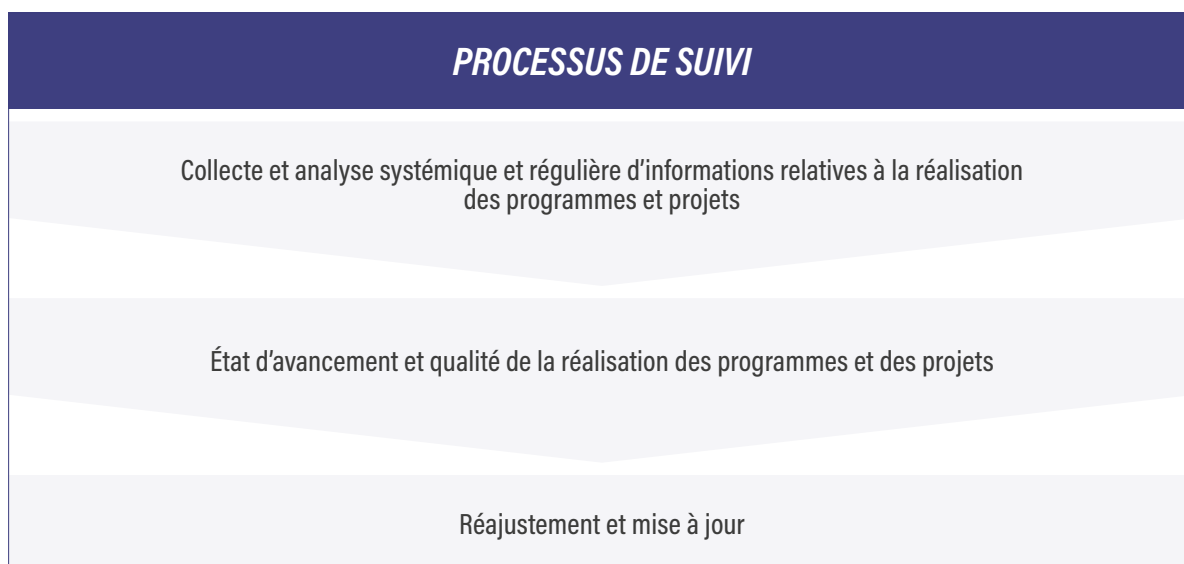 PROCESSUS DE SUIVI
Collecte et analyse systémique et régulière d’informations relatives à la réalisation
des programmes et projets
État d’avancement et qualité de la réalisation des programmes et des projets
Réajustement et mise à jour